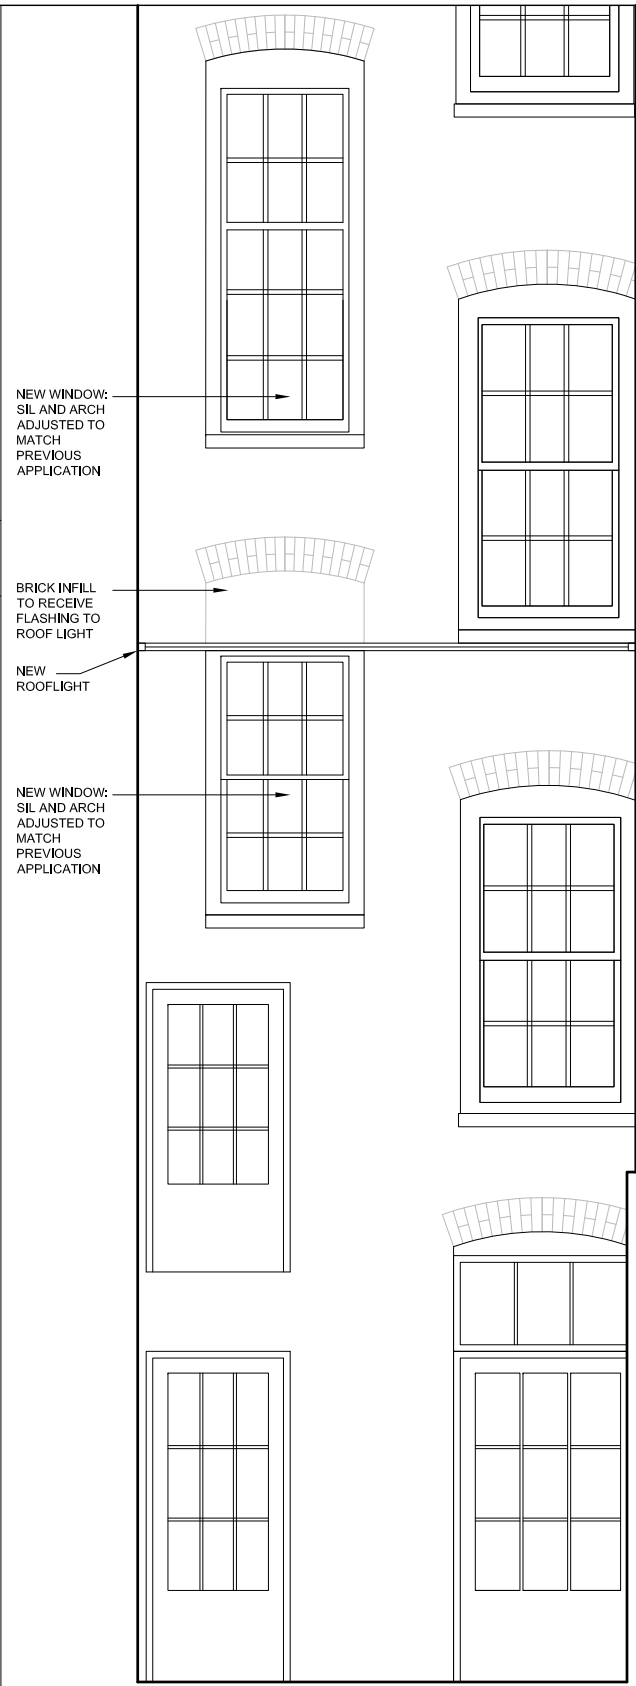 NEW WINDOW:
SIL AND ARCH
ADJUSTED TO
MATCH
PREVIOUS
APPLICATION
BRICK INFILL
TO RECEIVE
FLASHING TO
ROOF LIGHT
NEW
ROOFLIGHT
NEW WINDOW:
SIL AND ARCH
ADJUSTED TO
MATCH
PREVIOUS
APPLICATION